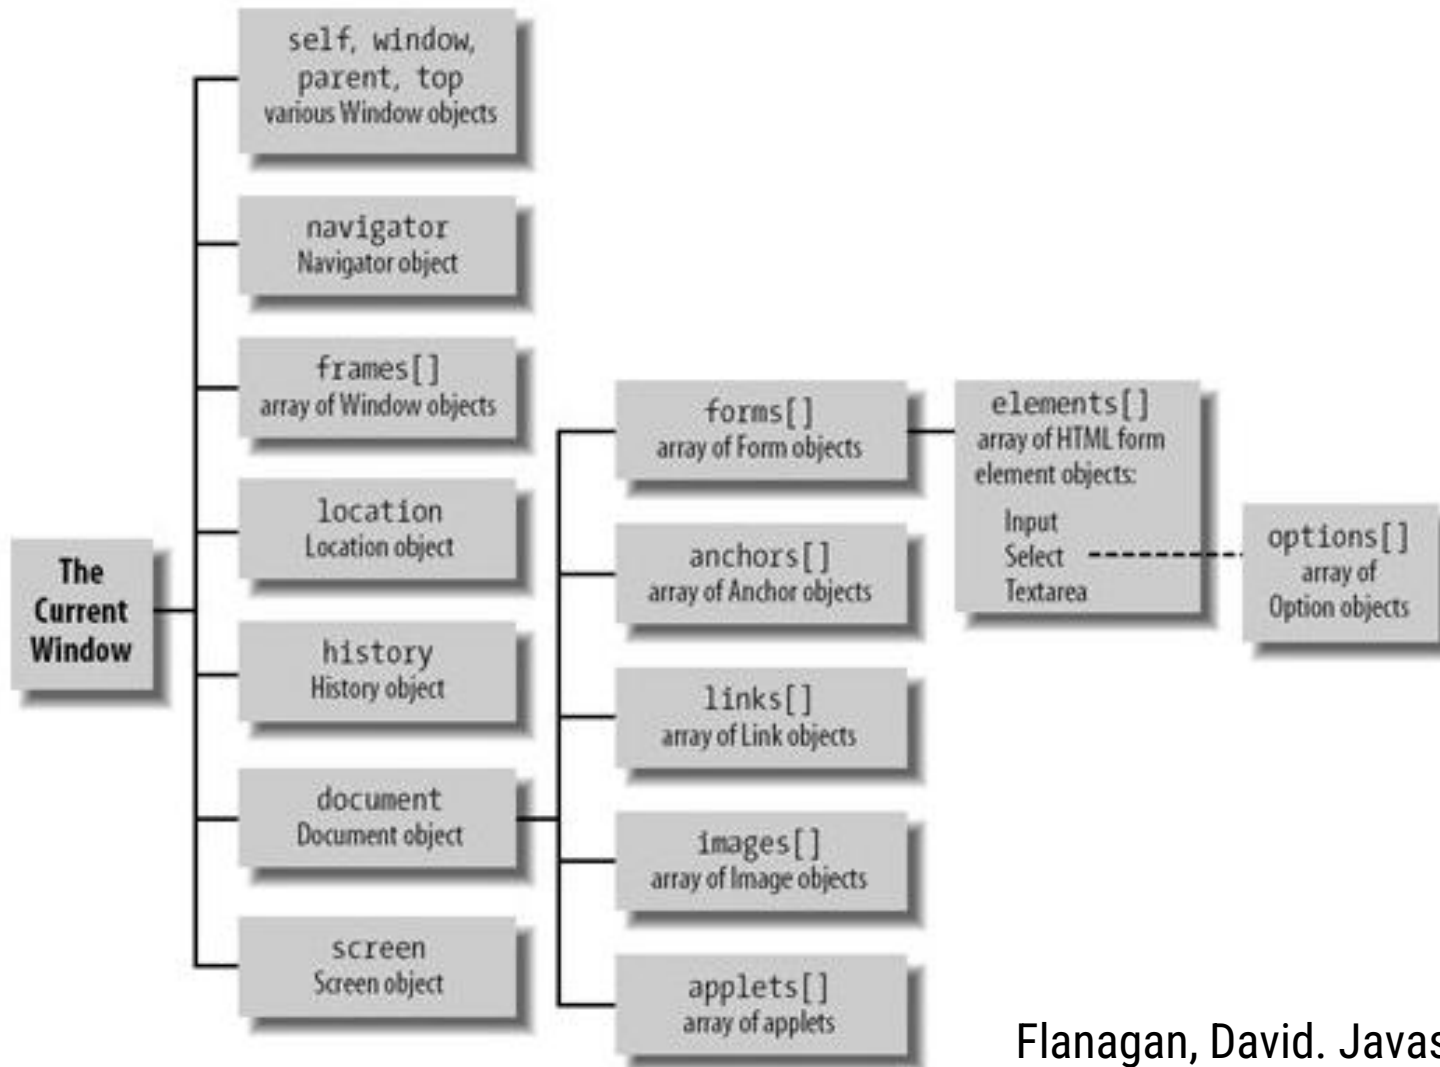 The
Current
Window
self, window,
parent, top
various Window objects
navigator
Navigator object
frames[]
array of Window objects
location
Location object
history
History object
document
Document object
screen
Screen object
forms[]
array of Form objects
anchors[]
array of Anchor objects
links[]
array of Link objects
images[]
array of Image objects
applets[]
array of applets
elements[]
array of HTML form
element objects:
Input
Select
Textarea
options[]
array of
Option objects
Flanagan, David. Javas